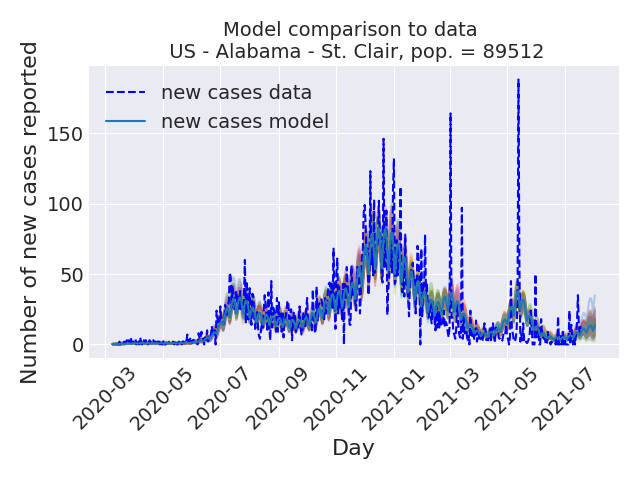 Model comparison to data
US - Alabama - St. Clair, pop. = 89512
Number of new cases reported
new cases data
new cases model
150
100
50
0
2020-03
2020-05
2020-07
2020-09
2020-11
2021-01
2021-03
2021-05
2021-07
Day